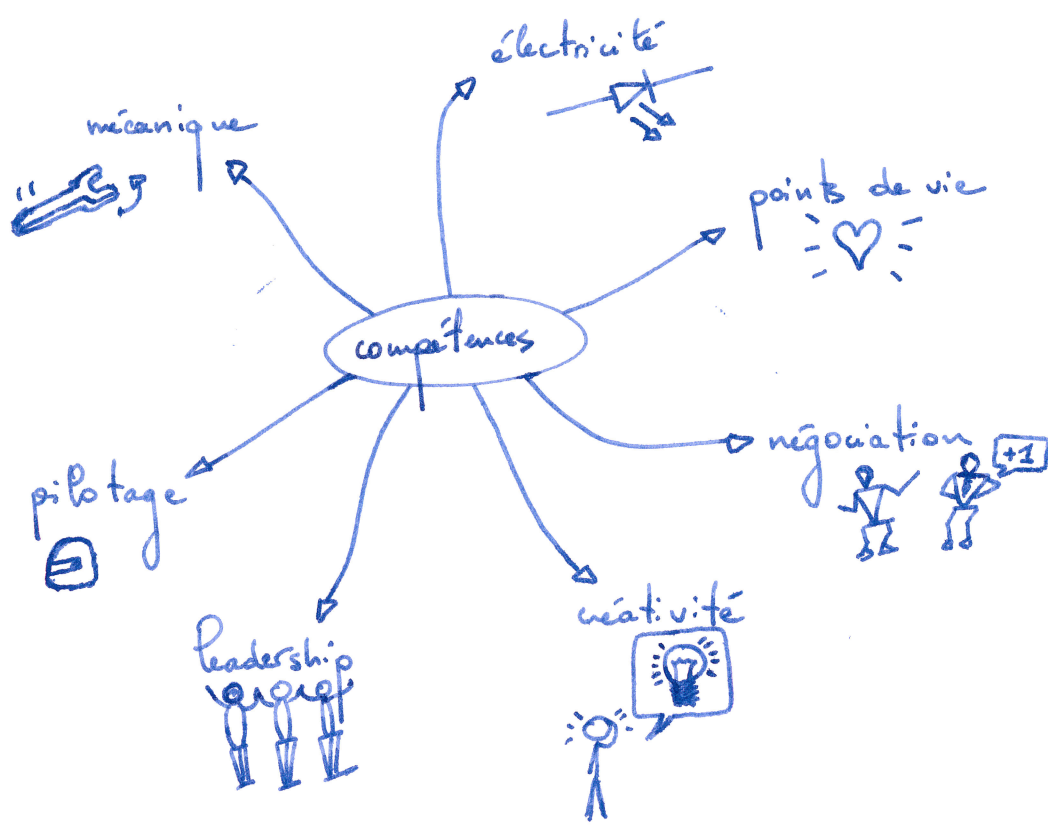 électricité
mécanique
points de vie
compétences
négociation
+1
pilotage
créativité
leadership